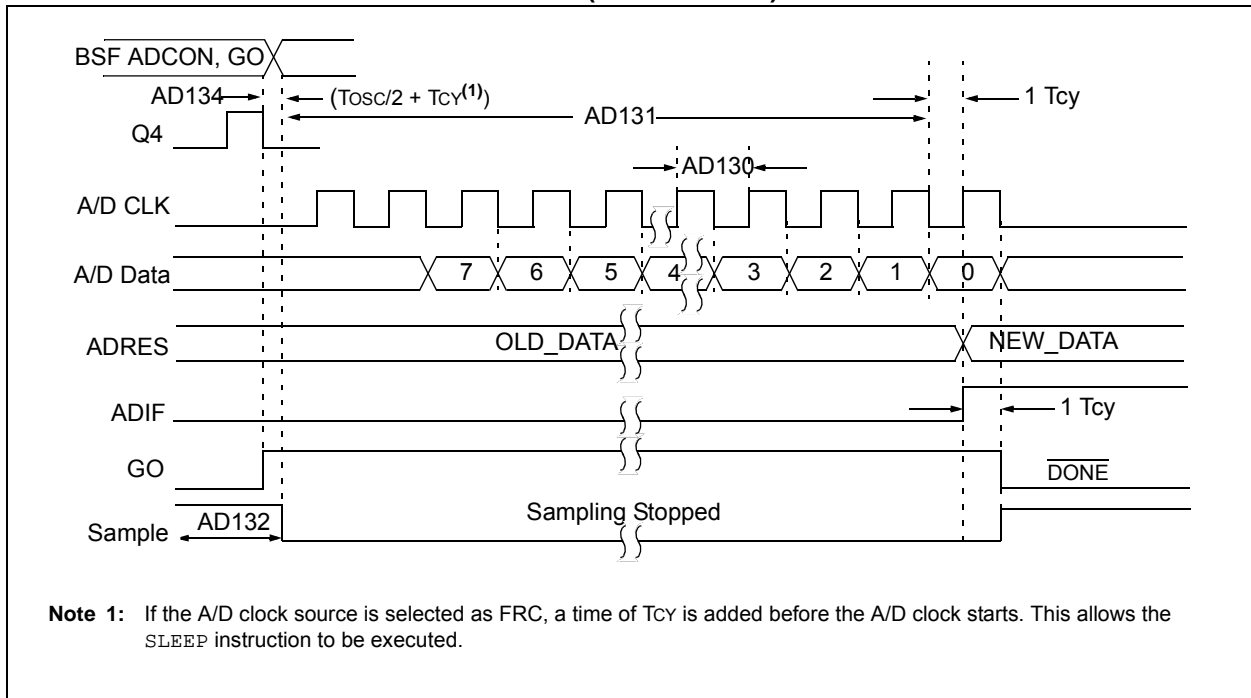 BSF ADCON, GO
AD134 (TOSC/2 + TCY(1)) 1 Tcy
AD131
Q4
AD130
A/D CLK
A/D Data 7 6 5 4 3 2 1 0
ADRES OLD_DATA NEW_DATA
ADIF 1 Tcy
GO DONE
Sample AD132 Sampling Stopped
Note 1: If the A/D clock source is selected as FRC, a time of TCY is added before the A/D clock starts. This allows the
SLEEP instruction to be executed.